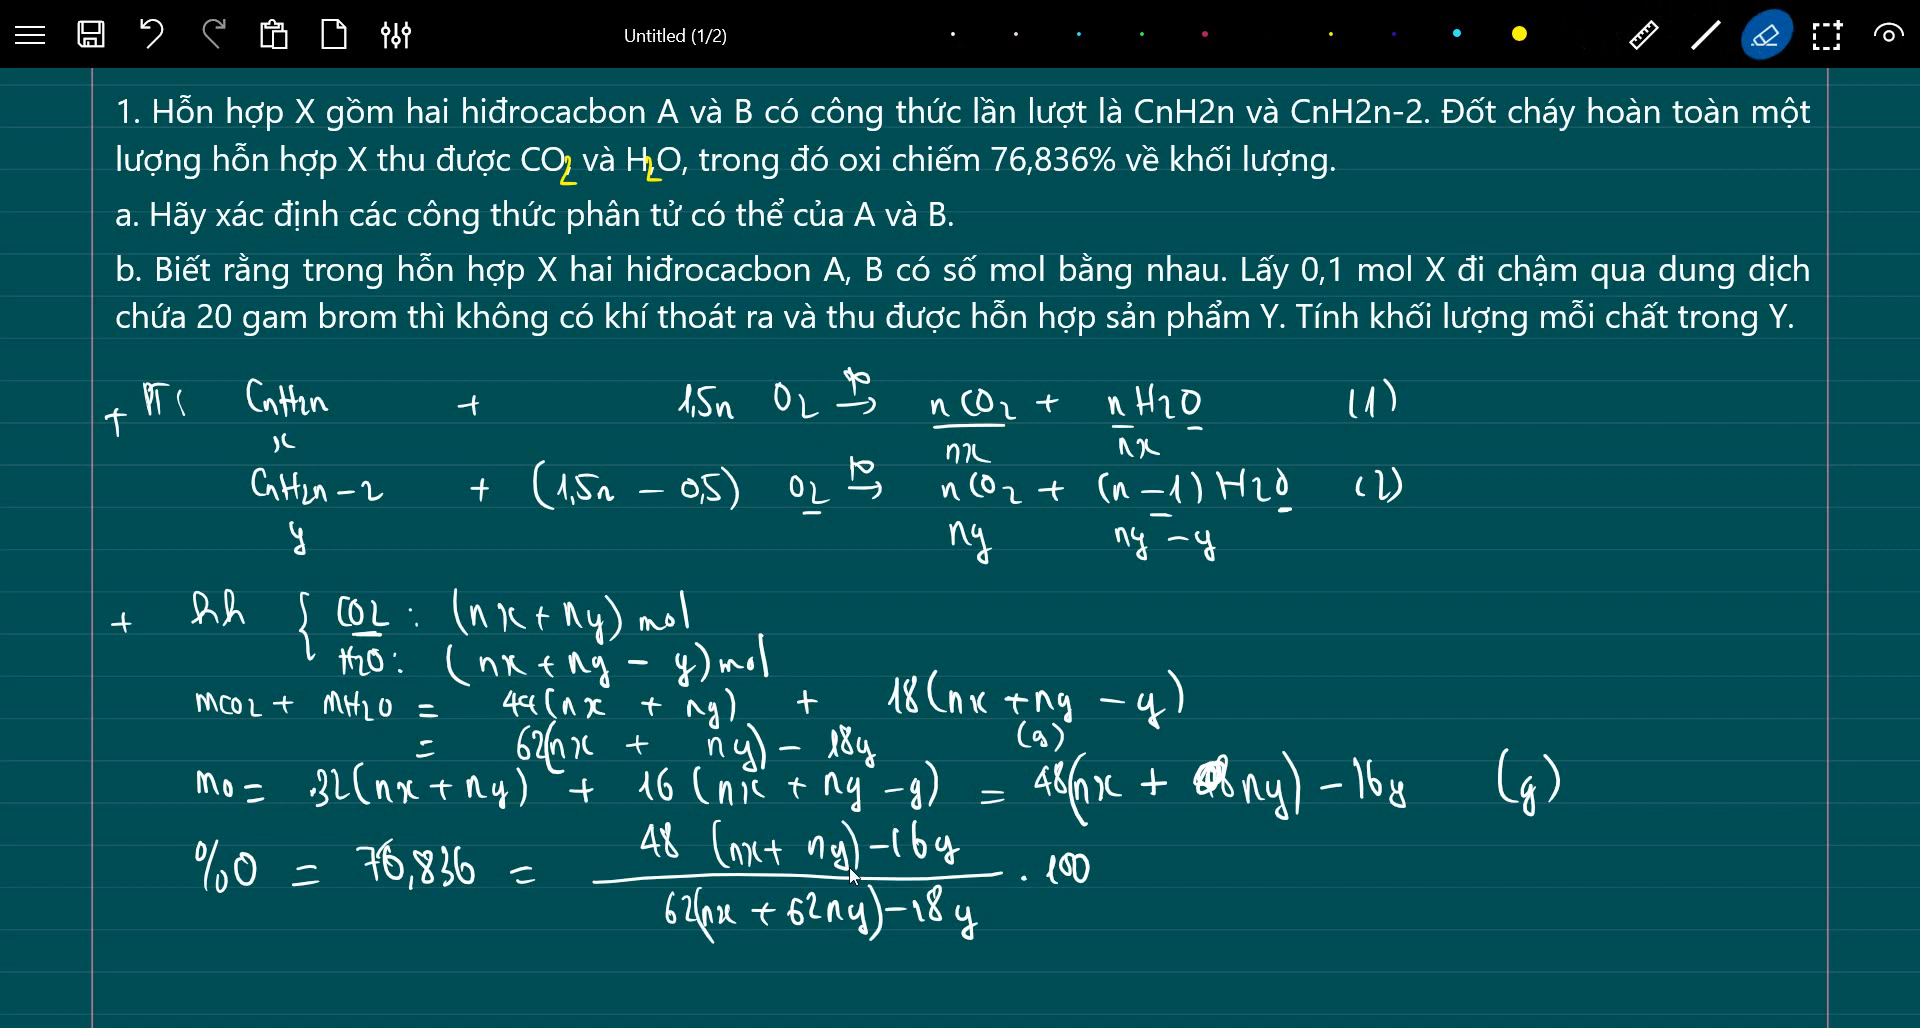 Untitled (1/2)
1. Hỗn hợp X gồm hai hiđrocacbon A và B có công thức lần lượt là CnH2n và CnH2n-2. Đốt cháy hoàn toàn một
lượng hỗn hợp X thu được CO2 và H2O, trong đó oxi chiếm 76,836% về khối lượng.
a. Hãy xác định các công thức phân tử có thể của A và B.
b. Biết rằng trong hỗn hợp X hai hiđrocacbon A, B có số mol bằng nhau. Lấy 0,1 mol X đi chậm qua dung dịch
chứa 20 gam brom thì không có khí thoát ra và thu được hỗn hợp sản phẩm Y. Tính khối lượng mỗi chất trong Y.
+ PT: CnH2n + 1,5n O2 →(t°) nCO2 + nH2O (1)
x nx nx
CnH2n-2 + (1,5n - 0,5) O2 →(t°) nCO2 + (n-1) H2O (2)
y ny ny - y
+ hh { CO2 : (nx + ny) mol
H2O : (nx + ny - y) mol
mCO2 + mH2O = 44(nx + ny) + 18(nx + ny - y)
= 62(nx + ny) - 18y (g)
mO = 32(nx + ny) + 16(nx + ny - y) = 48(nx + ny) - 16y (g)
%O = 76,836 = (48 (nx + ny) - 16y) / (62(nx + 62ny) - 18y) . 100